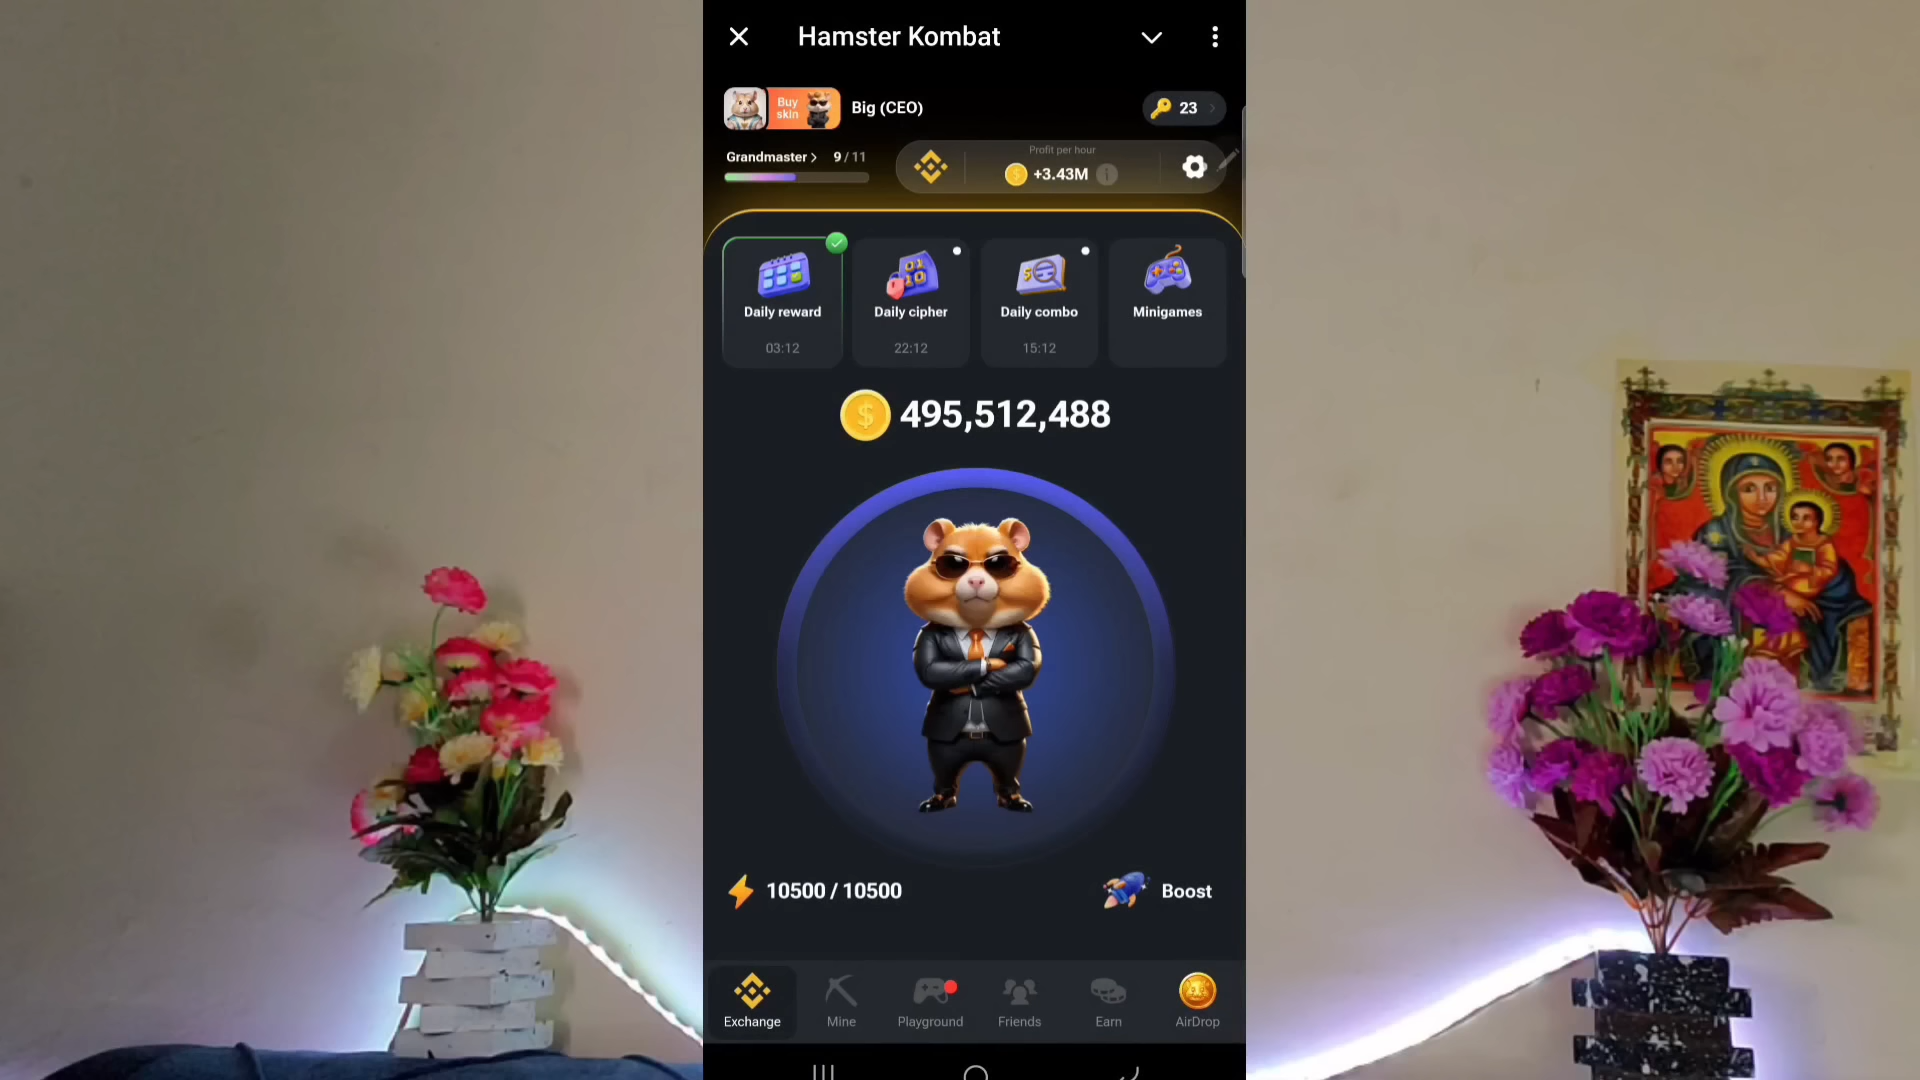 Hamster Kombat
Buy
skin
Big (CEO)
23
Grandmaster
9 / 11
Profit per hour
+3.43M
Daily reward
03:12
Daily cipher
22:12
Daily combo
15:12
Minigames
495,512,488
10500 / 10500
Boost
Exchange
Mine
Playground
Friends
Earn
AirDrop